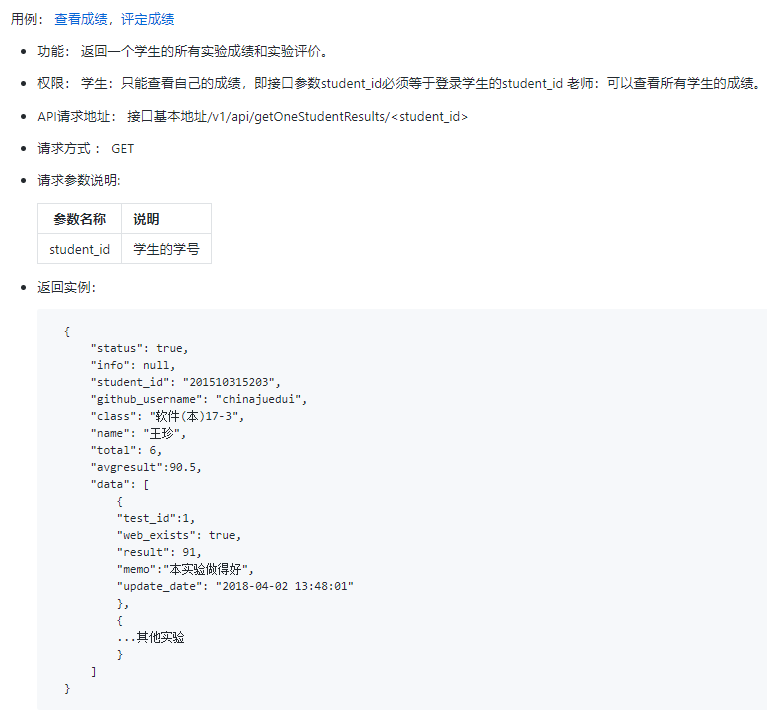 用例： 查看成绩，评定成绩
功能： 返回一个学生的所有实验成绩和实验评价。
权限： 学生：只能查看自己的成绩，即接口参数student_id必须等于登录学生的student_id 老师：可以查看所有学生的成绩。
API请求地址： 接口基本地址/v1/api/getOneStudentResults/<student_id>
请求方式 ： GET
请求参数说明:
参数名称 说明
student_id 学生的学号
返回实例：
{
    "status": true,
    "info": null,
    "student_id": "201510315203",
    "github_username": "chinajuedui",
    "class": "软件(本)17-3",
    "name": "王珍",
    "total": 6,
    "avgresult":90.5,
    "data": [
        {
        "test_id":1,
        "web_exists": true,
        "result": 91,
        "memo":"本实验做得好",
        "update_date": "2018-04-02 13:48:01"
        },
        {
        ...其他实验
        }
    ]
}